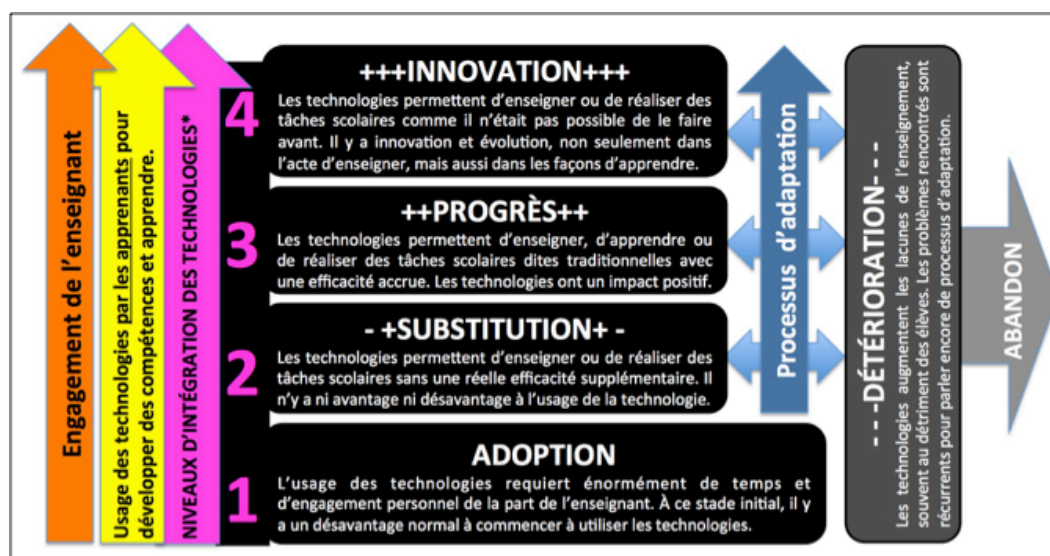 Engagement de l'enseignant
Usage des technologies par les apprenants pour
développer des compétences et apprendre.
NIVEAUX D'INTÉGRATION DES TECHNOLOGIES*
4
+++INNOVATION+++
Les technologies permettent d'enseigner ou de réaliser des
tâches scolaires comme il n'était pas possible de le faire
avant. Il y a innovation et évolution, non seulement dans
l'acte d'enseigner, mais aussi dans les façons d'apprendre.
3
++PROGRÈS++
Les technologies permettent d'enseigner, d'apprendre ou
de réaliser des tâches scolaires dites traditionnelles avec
une efficacité accrue. Les technologies ont un impact positif.
2
- +SUBSTITUTION+ -
Les technologies permettent d'enseigner ou de réaliser des
tâches scolaires sans une réelle efficacité supplémentaire. Il
n'y a ni avantage ni désavantage à l'usage de la technologie.
1
ADOPTION
L'usage des technologies requiert énormément de temps et
d'engagement personnel de la part de l'enseignant. À ce stade initial, il y
a un désavantage normal à commencer à utiliser les technologies.
Processus d'adaptation
- - -DÉTÉRIORATION- - -
Les technologies augmentent les lacunes de l'enseignement,
souvent au détriment des élèves. Les problèmes rencontrés sont
récurrents pour parler encore de processus d'adaptation.
ABANDON